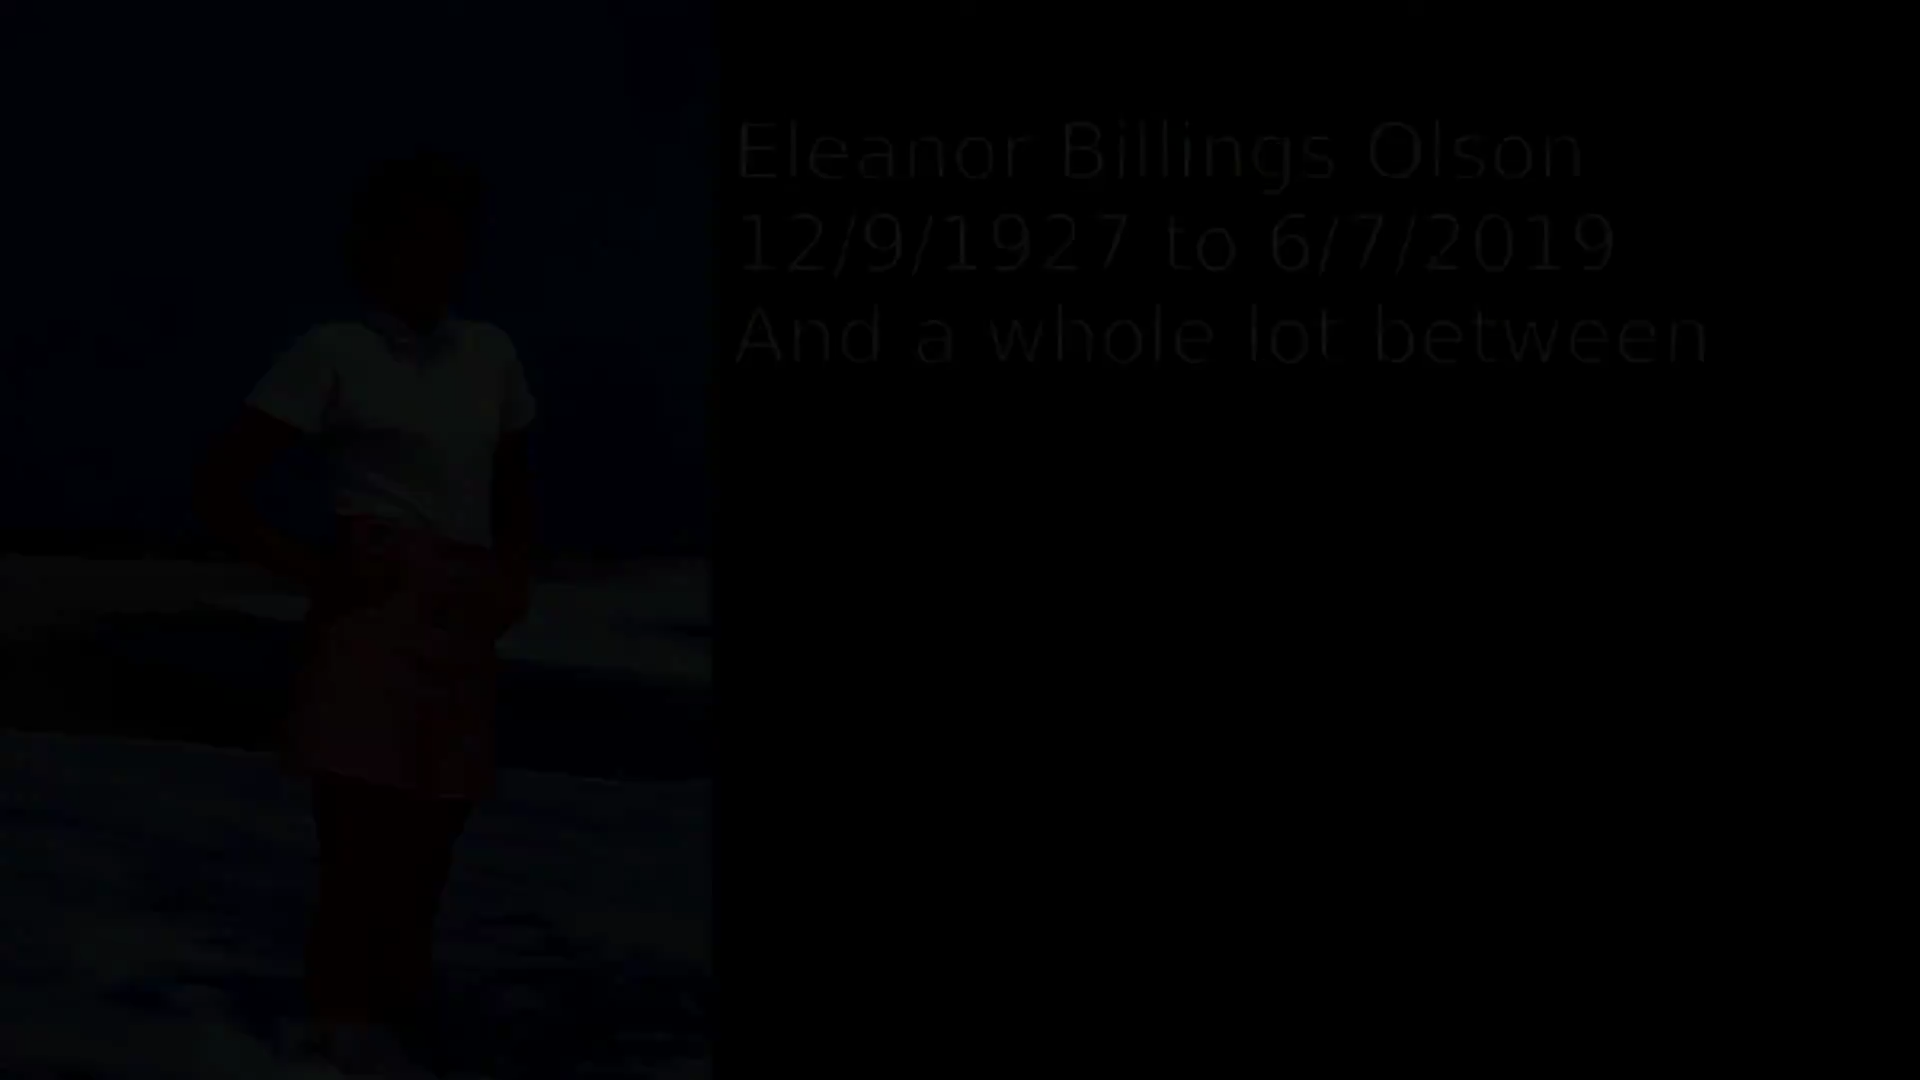 Eleanor Billings Olson
12/9/1927 to 6/7/2019
And a whole lot between